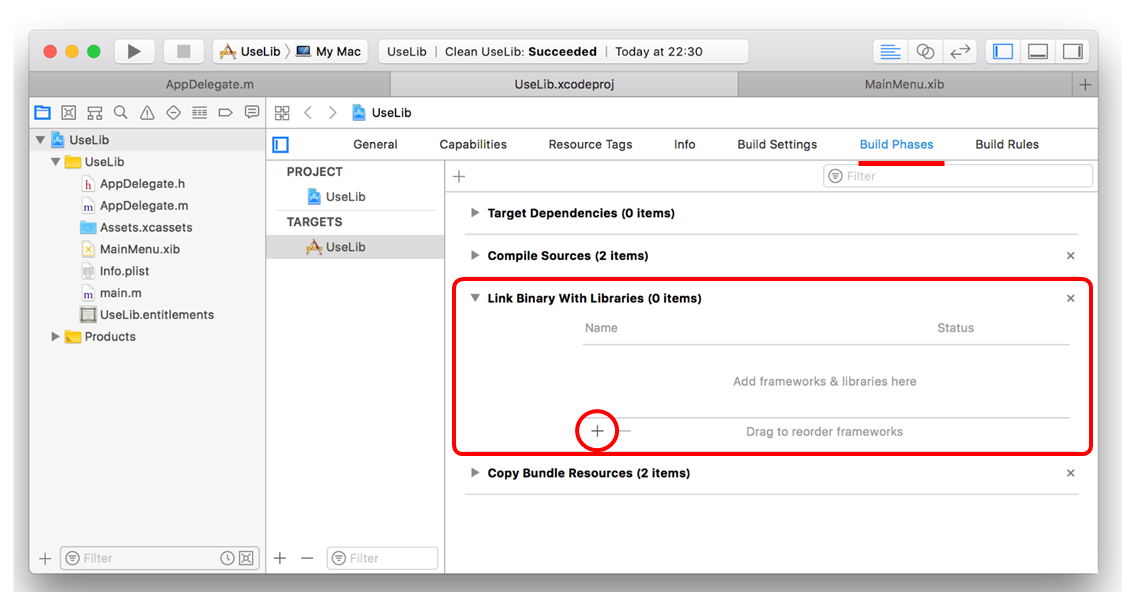 UseLib 〉 My Mac
UseLib | Clean UseLib: Succeeded | Today at 22:30
AppDelegate.m
UseLib.xcodeproj
MainMenu.xib
UseLib
General
Capabilities
Resource Tags
Info
Build Settings
Build Phases
Build Rules
UseLib
UseLib
h AppDelegate.h
m AppDelegate.m
Assets.xcassets
MainMenu.xib
Info.plist
m main.m
UseLib.entitlements
Products
Filter
PROJECT
UseLib
TARGETS
UseLib
Filter
Filter
Target Dependencies (0 items)
Compile Sources (2 items)
Link Binary With Libraries (0 items)
Name Status
Add frameworks & libraries here
Drag to reorder frameworks
Copy Bundle Resources (2 items)